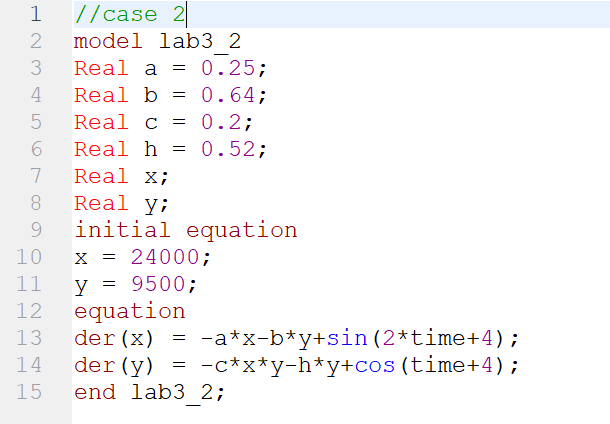 1 //case 2
2 model lab3_2
3 Real a = 0.25;
4 Real b = 0.64;
5 Real c = 0.2;
6 Real h = 0.52;
7 Real x;
8 Real y;
9 initial equation
10 x = 24000;
11 y = 9500;
12 equation
13 der(x) = -a*x-b*y+sin(2*time+4);
14 der(y) = -c*x*y-h*y+cos(time+4);
15 end lab3_2;